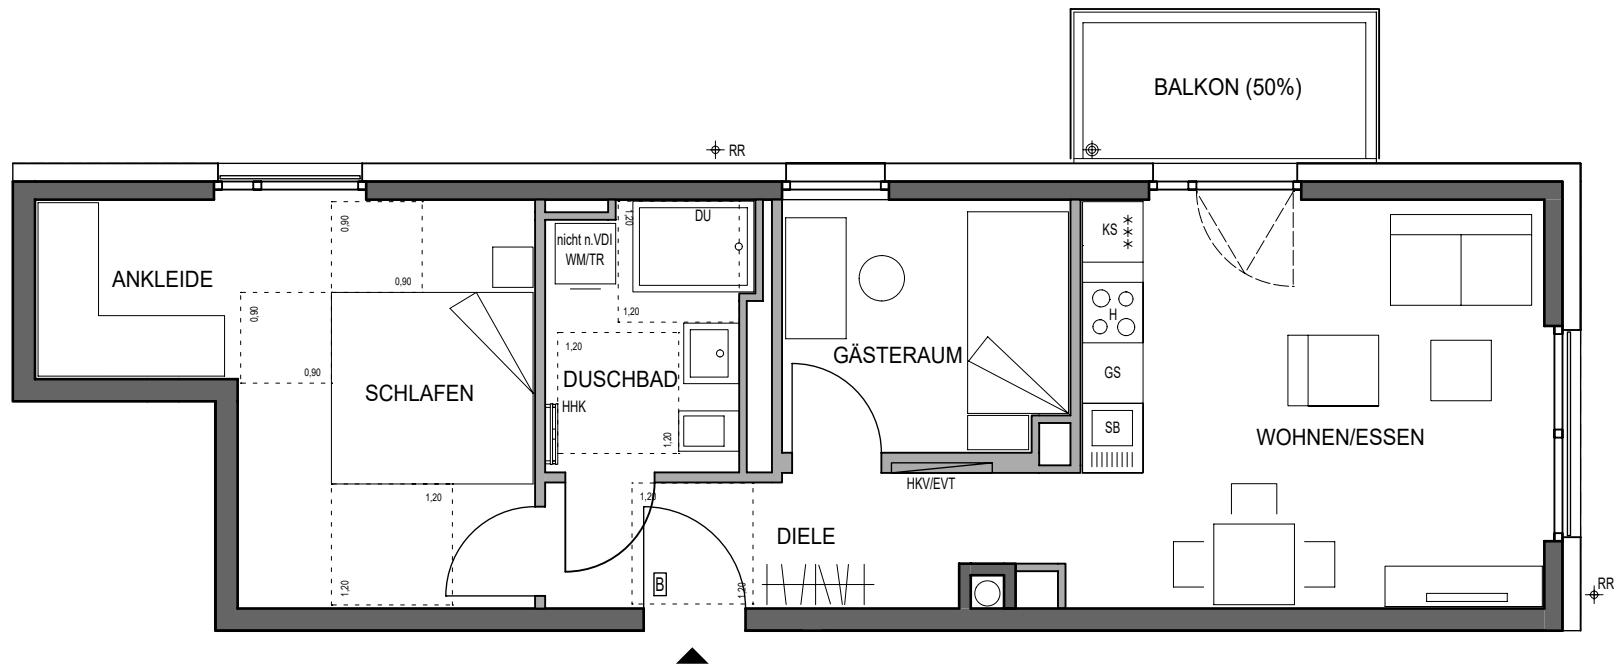 BALKON (50%)
RR
0,90
1,20
DU
KS
nicht n.VDI
WM/TR
ANKLEIDE
0,90
0,90
1,20
H
1,20
GÄSTERAUM
0,90
DUSCHBAD
GS
SCHLAFEN
HHK
SB
WOHNEN/ESSEN
1,20
HKV/EVT
1,20
1,20
DIELE
1,20
B
1,20
RR